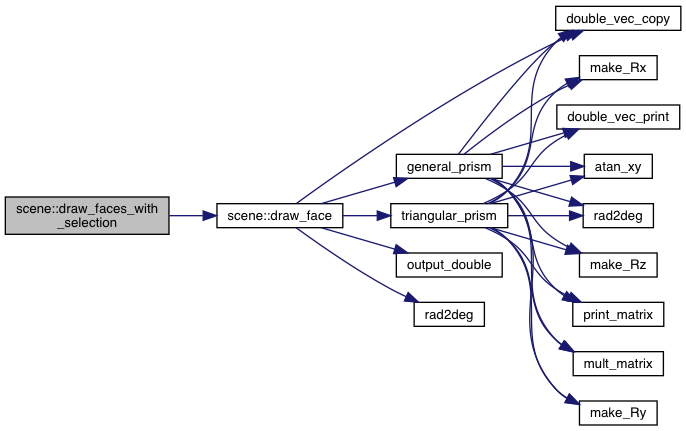 scene::draw_faces_with
_selection
scene::draw_face
general_prism
triangular_prism
output_double
rad2deg
double_vec_copy
make_Rx
double_vec_print
atan_xy
rad2deg
make_Rz
print_matrix
mult_matrix
make_Ry